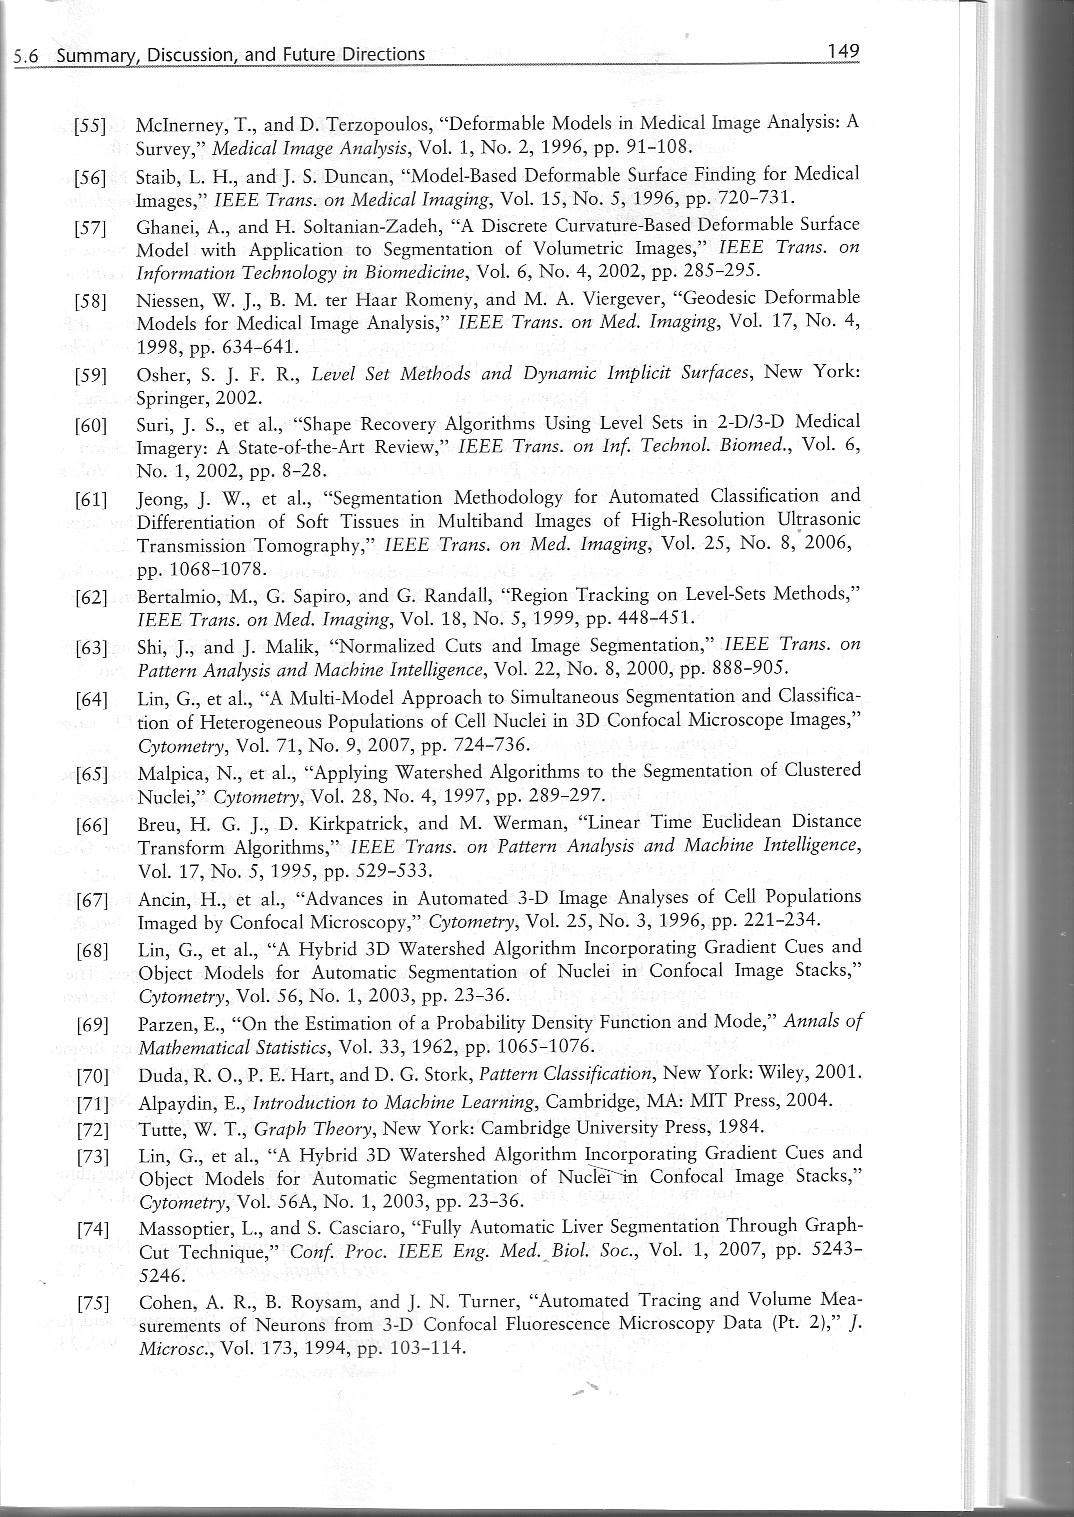 5.6 Summary, Discussion, and Future Directions 149
[55] McInerney, T., and D. Terzopoulos, “Deformable Models in Medical Image Analysis: A
Survey,” Medical Image Analysis, Vol. 1, No. 2, 1996, pp. 91–108.
[56] Staib, L. H., and J. S. Duncan, “Model-Based Deformable Surface Finding for Medical
Images,” IEEE Trans. on Medical Imaging, Vol. 15, No. 5, 1996, pp. 720–731.
[57] Ghanei, A., and H. Soltanian-Zadeh, “A Discrete Curvature-Based Deformable Surface
Model with Application to Segmentation of Volumetric Images,” IEEE Trans. on
Information Technology in Biomedicine, Vol. 6, No. 4, 2002, pp. 285–295.
[58] Niessen, W. J., B. M. ter Haar Romeny, and M. A. Viergever, “Geodesic Deformable
Models for Medical Image Analysis,” IEEE Trans. on Med. Imaging, Vol. 17, No. 4,
1998, pp. 634–641.
[59] Osher, S. J. F. R., Level Set Methods and Dynamic Implicit Surfaces, New York:
Springer, 2002.
[60] Suri, J. S., et al., “Shape Recovery Algorithms Using Level Sets in 2-D/3-D Medical
Imagery: A State-of-the-Art Review,” IEEE Trans. on Inf. Technol. Biomed., Vol. 6,
No. 1, 2002, pp. 8–28.
[61] Jeong, J. W., et al., “Segmentation Methodology for Automated Classification and
Differentiation of Soft Tissues in Multiband Images of High-Resolution Ultrasonic
Transmission Tomography,” IEEE Trans. on Med. Imaging, Vol. 25, No. 8, 2006,
pp. 1068–1078.
[62] Bertalmio, M., G. Sapiro, and G. Randall, “Region Tracking on Level-Sets Methods,”
IEEE Trans. on Med. Imaging, Vol. 18, No. 5, 1999, pp. 448–451.
[63] Shi, J., and J. Malik, “Normalized Cuts and Image Segmentation,” IEEE Trans. on
Pattern Analysis and Machine Intelligence, Vol. 22, No. 8, 2000, pp. 888–905.
[64] Lin, G., et al., “A Multi-Model Approach to Simultaneous Segmentation and Classifica-
tion of Heterogeneous Populations of Cell Nuclei in 3D Confocal Microscope Images,”
Cytometry, Vol. 71, No. 9, 2007, pp. 724–736.
[65] Malpica, N., et al., “Applying Watershed Algorithms to the Segmentation of Clustered
Nuclei,” Cytometry, Vol. 28, No. 4, 1997, pp. 289–297.
[66] Breu, H. G. J., D. Kirkpatrick, and M. Werman, “Linear Time Euclidean Distance
Transform Algorithms,” IEEE Trans. on Pattern Analysis and Machine Intelligence,
Vol. 17, No. 5, 1995, pp. 529–533.
[67] Ancin, H., et al., “Advances in Automated 3-D Image Analyses of Cell Populations
Imaged by Confocal Microscopy,” Cytometry, Vol. 25, No. 3, 1996, pp. 221–234.
[68] Lin, G., et al., “A Hybrid 3D Watershed Algorithm Incorporating Gradient Cues and
Object Models for Automatic Segmentation of Nuclei in Confocal Image Stacks,”
Cytometry, Vol. 56, No. 1, 2003, pp. 23–36.
[69] Parzen, E., “On the Estimation of a Probability Density Function and Mode,” Annals of
Mathematical Statistics, Vol. 33, 1962, pp. 1065–1076.
[70] Duda, R. O., P. E. Hart, and D. G. Stork, Pattern Classification, New York: Wiley, 2001.
[71] Alpaydin, E., Introduction to Machine Learning, Cambridge, MA: MIT Press, 2004.
[72] Tutte, W. T., Graph Theory, New York: Cambridge University Press, 1984.
[73] Lin, G., et al., “A Hybrid 3D Watershed Algorithm Incorporating Gradient Cues and
Object Models for Automatic Segmentation of Nuclei in Confocal Image Stacks,”
Cytometry, Vol. 56A, No. 1, 2003, pp. 23–36.
[74] Massoptier, L., and S. Casciaro, “Fully Automatic Liver Segmentation Through Graph-
Cut Technique,” Conf. Proc. IEEE Eng. Med. Biol. Soc., Vol. 1, 2007, pp. 5243–
5246.
[75] Cohen, A. R., B. Roysam, and J. N. Turner, “Automated Tracing and Volume Mea-
surements of Neurons from 3-D Confocal Fluorescence Microscopy Data (Pt. 2),” J.
Microsc., Vol. 173, 1994, pp. 103–114.